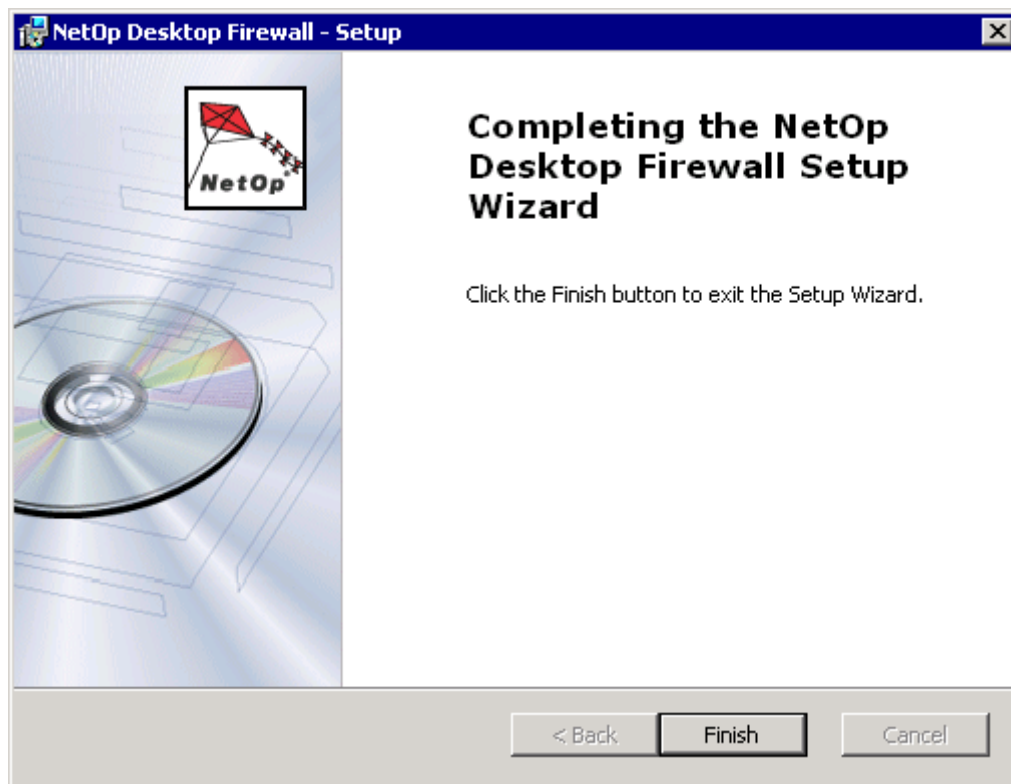 NetOp Desktop Firewall - Setup
NetOp®
Completing the NetOp
Desktop Firewall Setup
Wizard
Click the Finish button to exit the Setup Wizard.
< Back
Finish
Cancel